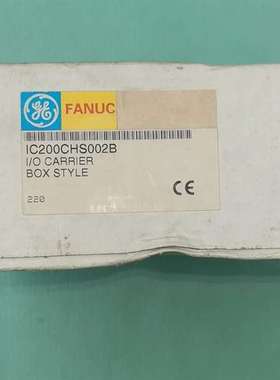 GE FANUC
IC200CHS002B
I/O CARRIER
BOX STYLE
220
CE